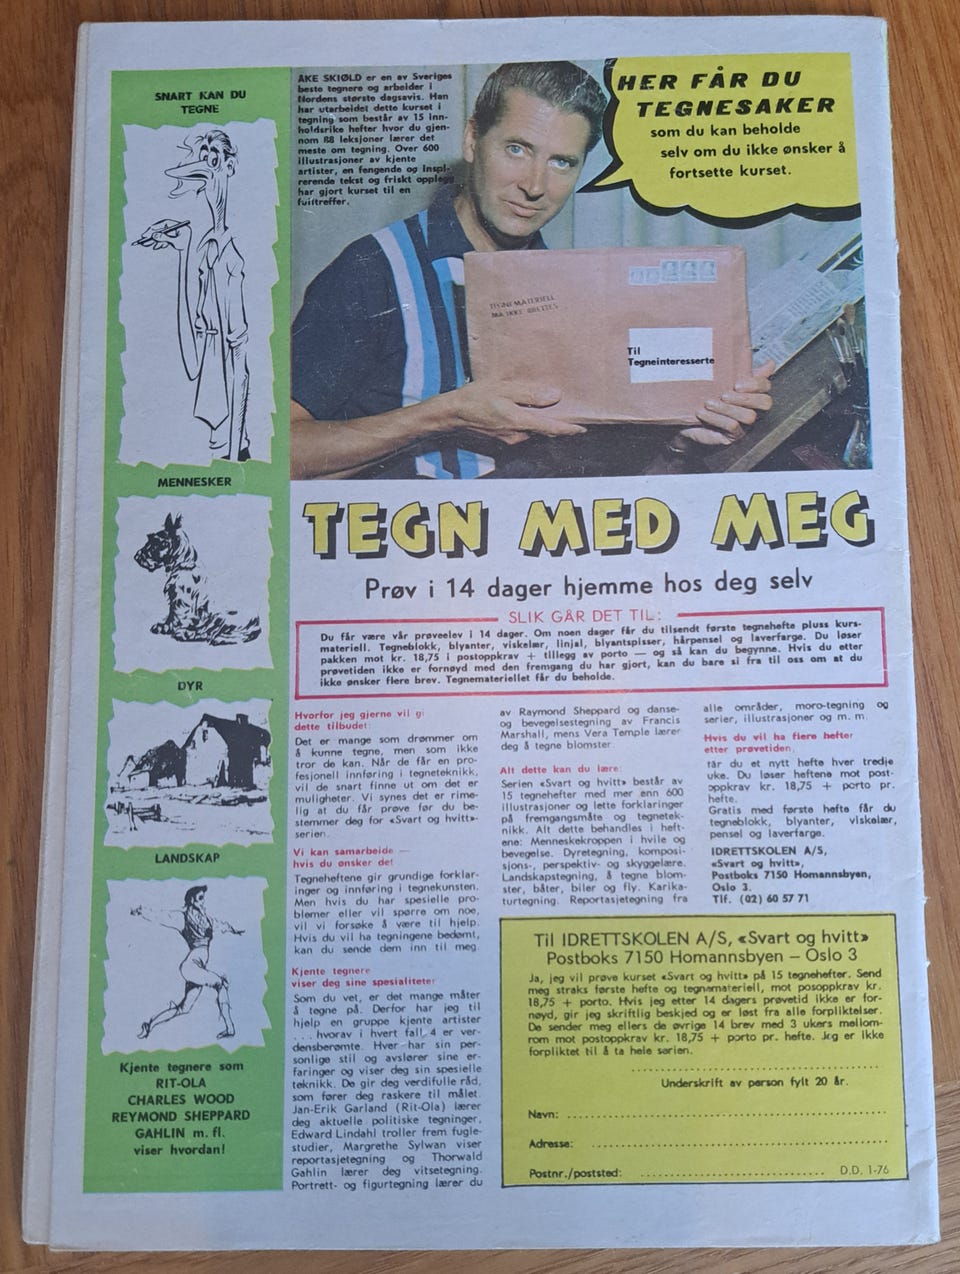 SNART KAN DU
TEGNE
MENNESKER
DYR
LANDSKAP
Kjente tegnere som
RIT-OLA
CHARLES WOOD
REYMOND SHEPPARD
GAHLIN m. fl.
viser hvordan!
ÅKE SKIØLD er en av Sveriges
beste tegnere og arbeider i
Nordens største dagsavis. Han
har utarbeidet dette kurset i
tegning som består av 15 inn-
holdsrike hefter hvor du gjen-
nom 88 leksjoner lærer det
meste om tegning. Over 600
illustrasjoner av kjente
artister, en fengende og inspi-
rerende tekst og friskt opplegg
har gjort kurset til en
fulltreffer.
HER FÅR DU
TEGNESAKER
som du kan beholde
selv om du ikke ønsker å
fortsette kurset.
TEGNEMATERIELL
MÅ IKKE BRETTES
Til
Tegneinteresserte
TEGN MED MEG
Prøv i 14 dager hjemme hos deg selv
SLIK GÅR DET TIL:
Du får være vår prøveelev i 14 dager. Om noen dager får du tilsendt første tegnehefte pluss kurs-
materiell. Tegneblokk, blyanter, viskelær, linjal, blyantspisser, hårpensel og laverfarge. Du løser
pakken mot kr. 18,75 i postoppkrav + tillegg av porto — og så kan du begynne. Hvis du etter
prøvetiden ikke er fornøyd med den fremgang du har gjort, kan du bare si fra til oss om at du
ikke ønsker flere brev. Tegnemateriellet får du beholde.
Hvorfor jeg gjerne vil gi
dette tilbudet:
Det er mange som drømmer om
å kunne tegne, men som ikke
tror de kan. Når de får en pro-
fesjonell innføring i tegneteknikk,
vil de snart finne ut om det er
muligheter. Vi synes det er rime-
lig at du får prøve før du be-
stemmer deg for «Svart og hvitt»-
serien.
Vi kan samarbeide —
hvis du ønsker det
Tegneheftene gir grundige forklar-
inger og innføring i tegnekunsten.
Men hvis du har spesielle pro-
blemer eller vil spørre om noe,
vil vi forsøke å være til hjelp.
Hvis du vil ha tegningene bedømt,
kan du sende dem inn til meg.
Kjente tegnere
viser deg sine spesialiteter
Som du vet, er det mange måter
å tegne på. Derfor har jeg til
hjelp en gruppe kjente artister
... hvorav i hvert fall 4 er ver-
densberømte. Hver har sin per-
sonlige stil og avslører sine er-
faringer og viser deg sin spesielle
teknikk. De gir deg verdifulle råd,
som fører deg raskere til målet.
Jan-Erik Garland (Rit-Ola) lærer
deg aktuelle politiske tegninger,
Edward Lindahl troller frem fugle-
studier, Margrethe Sylwan viser
reportasjetegning og Thorwald
Gahlin lærer deg vitsetegning.
Portrett- og figurtegning lærer du
av Raymond Sheppard og danse-
og bevegelsestegning av Francis
Marshall, mens Vera Temple lærer
deg å tegne blomster.
Alt dette kan du lære:
Serien «Svart og hvitt» består av
15 tegnehefter med mer enn 600
illustrasjoner og lette forklaringer
på fremgangsmåte og tegnetek-
nikk. Alt dette behandles i heft-
ene: Menneskekroppen i hvile og
bevegelse. Dyretegning, komposi-
sjons-, perspektiv- og skyggelære.
Landskapstegning, å tegne blom-
ster, båter, biler og fly. Karika-
turtegning. Reportasjetegning fra
alle områder, moro-tegning og
serier, illustrasjoner og m. m.
Hvis du vil ha flere hefter
etter prøvetiden,
får du et nytt hefte hver tredje
uke. Du løser heftene mot post-
oppkrav kr. 18,75 + porto pr.
hefte.
Gratis med første hefte får du
tegneblokk, blyanter, viskelær,
pensel og laverfarge.
IDRETTSKOLEN A/S,
«Svart og hvitt»,
Postboks 7150 Homannsbyen,
Oslo 3.
Tlf. (02) 60 57 71
Til IDRETTSKOLEN A/S, «Svart og hvitt»
Postboks 7150 Homannsbyen — Oslo 3
Ja, jeg vil prøve kurset «Svart og hvitt» på 15 tegnehefter. Send
meg straks første hefte og tegnemateriell, mot posoppkrav kr.
18,75 + porto. Hvis jeg etter 14 dagers prøvetid ikke er for-
nøyd, gir jeg skriftlig beskjed og er løst fra alle forpliktelser.
De sender meg ellers de øvrige 14 brev med 3 ukers mellom-
rom mot postoppkrav kr. 18,75 + porto pr. hefte. Jeg er ikke
forpliktet til å ta hele serien.
Underskrift av person fylt 20 år.
Navn:
Adresse:
Postnr./poststed:
D.D. 1-76